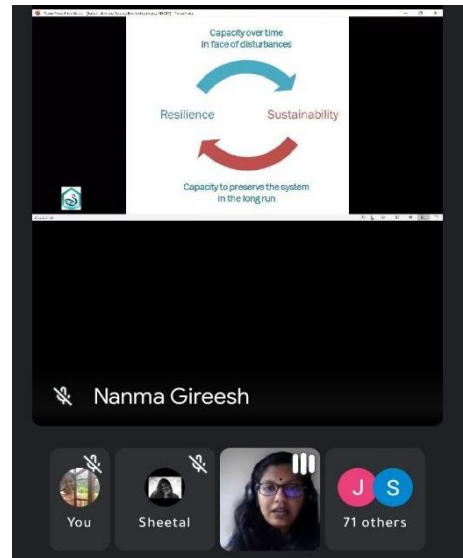 Capacity over time
in face of disturbances
Resilience
Sustainability
Capacity to preserve the system
in the long run
Nanma Gireesh
You
Sheetal
J
S
71 others